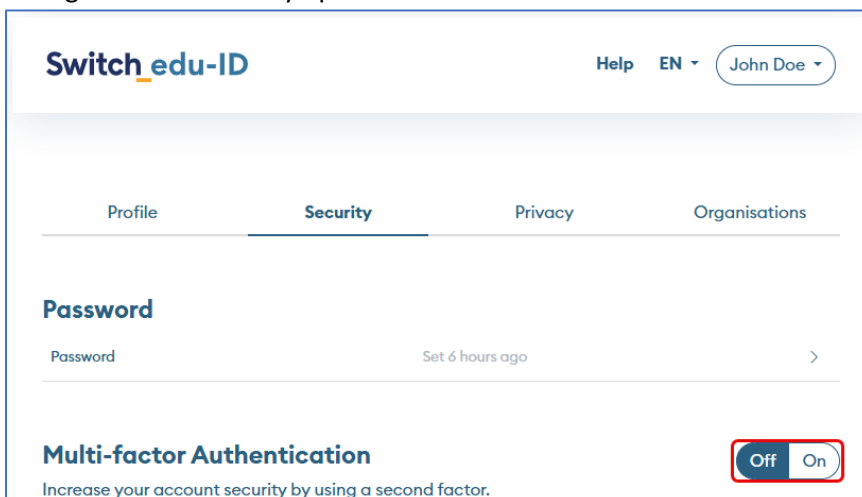 Switch edu-ID Help EN John Doe
Profile Security Privacy Organisations
Password
Password Set 6 hours ago
Multi-factor Authentication Off On
Increase your account security by using a second factor.